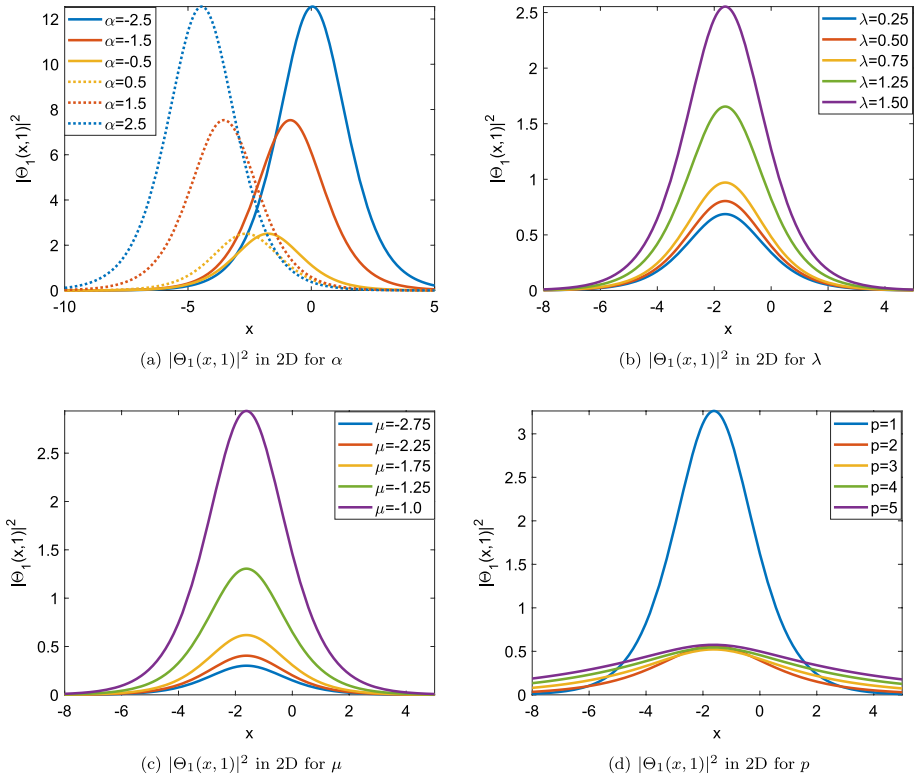 α=-2.5
α=-1.5
α=-0.5
α=0.5
α=1.5
α=2.5
|Θ₁(x,1)|²
12
10
8
6
4
2
0
-10
-5
0
5
x
(a) |Θ₁(x, 1)|² in 2D for α
λ=0.25
λ=0.50
λ=0.75
λ=1.25
λ=1.50
|Θ₁(x,1)|²
2.5
2
1.5
1
0.5
0
-8
-6
-4
-2
0
2
4
x
(b) |Θ₁(x, 1)|² in 2D for λ
μ=-2.75
μ=-2.25
μ=-1.75
μ=-1.25
μ=-1.0
|Θ₁(x,1)|²
2.5
2
1.5
1
0.5
0
-8
-6
-4
-2
0
2
4
x
(c) |Θ₁(x, 1)|² in 2D for μ
p=1
p=2
p=3
p=4
p=5
|Θ₁(x,1)|²
3
2.5
2
1.5
1
0.5
0
-8
-6
-4
-2
0
2
4
x
(d) |Θ₁(x, 1)|² in 2D for p